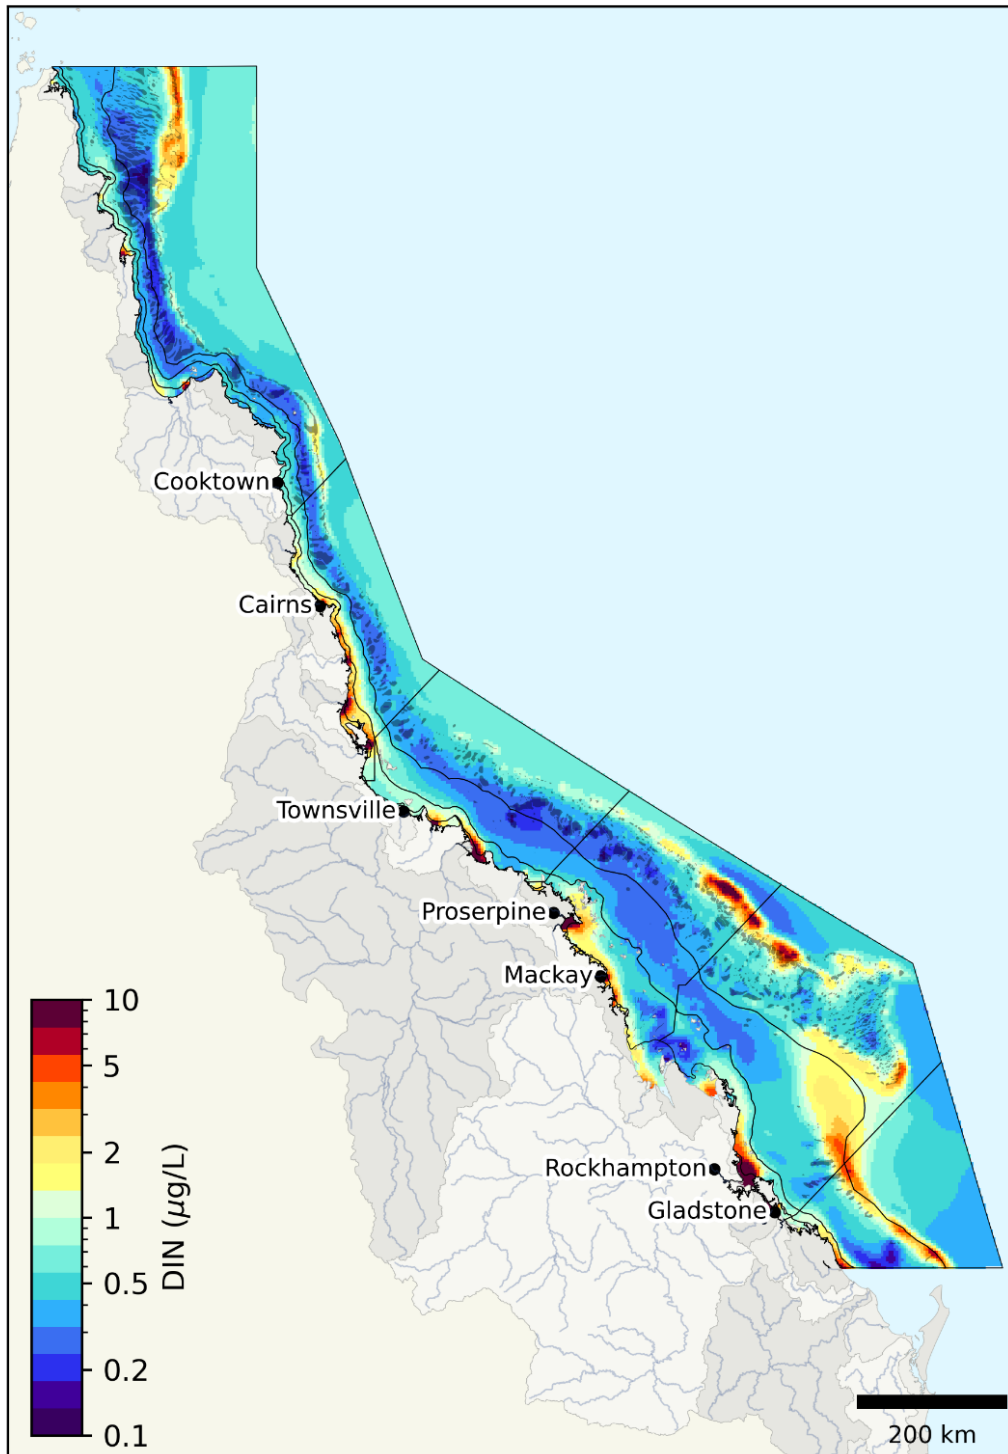 Cooktown
Cairns
Townsville
Proserpine
Mackay
Rockhampton
Gladstone
10
5
2
1
0.5
0.2
0.1
DIN (µg/L)
200 km